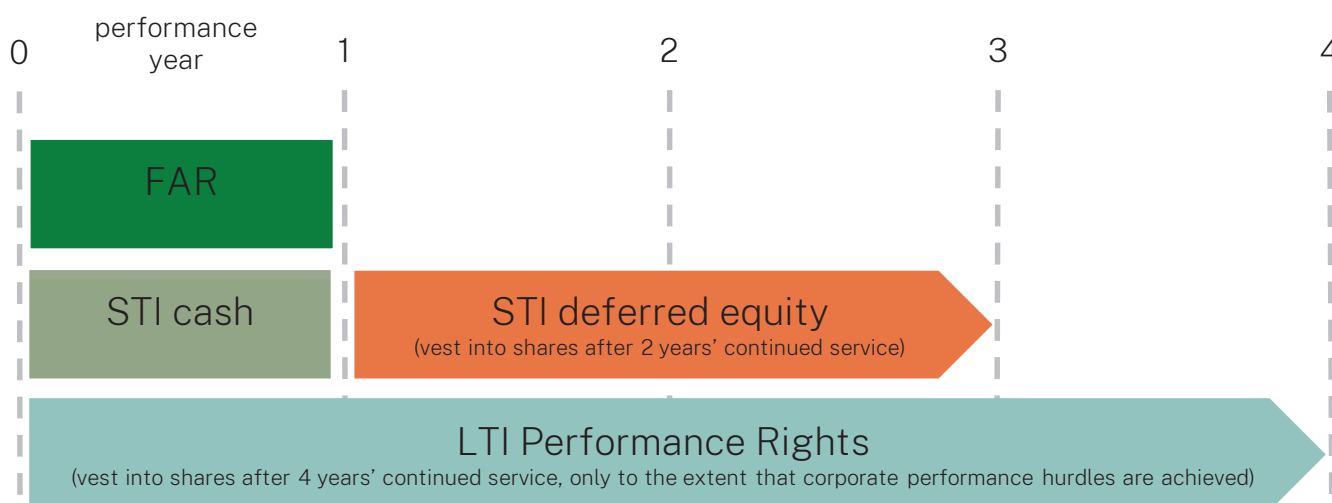 performance
year
0
1
2
3
4
FAR
STI cash
STI deferred equity
(vest into shares after 2 years’ continued service)
LTI Performance Rights
(vest into shares after 4 years’ continued service, only to the extent that corporate performance hurdles are achieved)